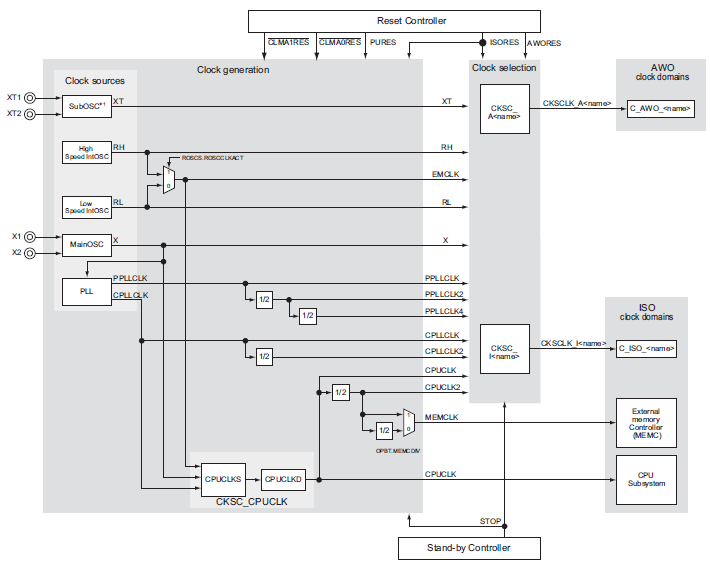 Reset Controller
CLMA1RES CLMA0RES PURES ISORES AWORES
Clock generation
Clock selection
AWO
clock domains
Clock sources
XT1
XT2
SubOSC*1
XT
XT
CKSC_
A<name>
CKSCLK_A<name>
C_AWO_<name>
High
Speed IntOSC
RH
RH
ROSCS.ROSCCLKACT
1
0
EMCLK
Low
Speed IntOSC
RL
RL
X1
X2
MainOSC
X
X
PLL
PPLLCLK
CPLLCLK
PPLLCLK
1/2
PPLLCLK2
1/2
PPLLCLK4
CPLLCLK
1/2
CPLLCLK2
CKSC_
I<name>
CKSCLK_I<name>
ISO
clock domains
C_ISO_<name>
CPUCLK
1/2
CPUCLK2
1/2
1
0
MEMCLK
OPBT.MEMCDIV
External
memory
Controller
(MEMC)
CPUCLKS
CPUCLKD
CKSC_CPUCLK
CPUCLK
CPU
Subsystem
STOP
Stand-by Controller